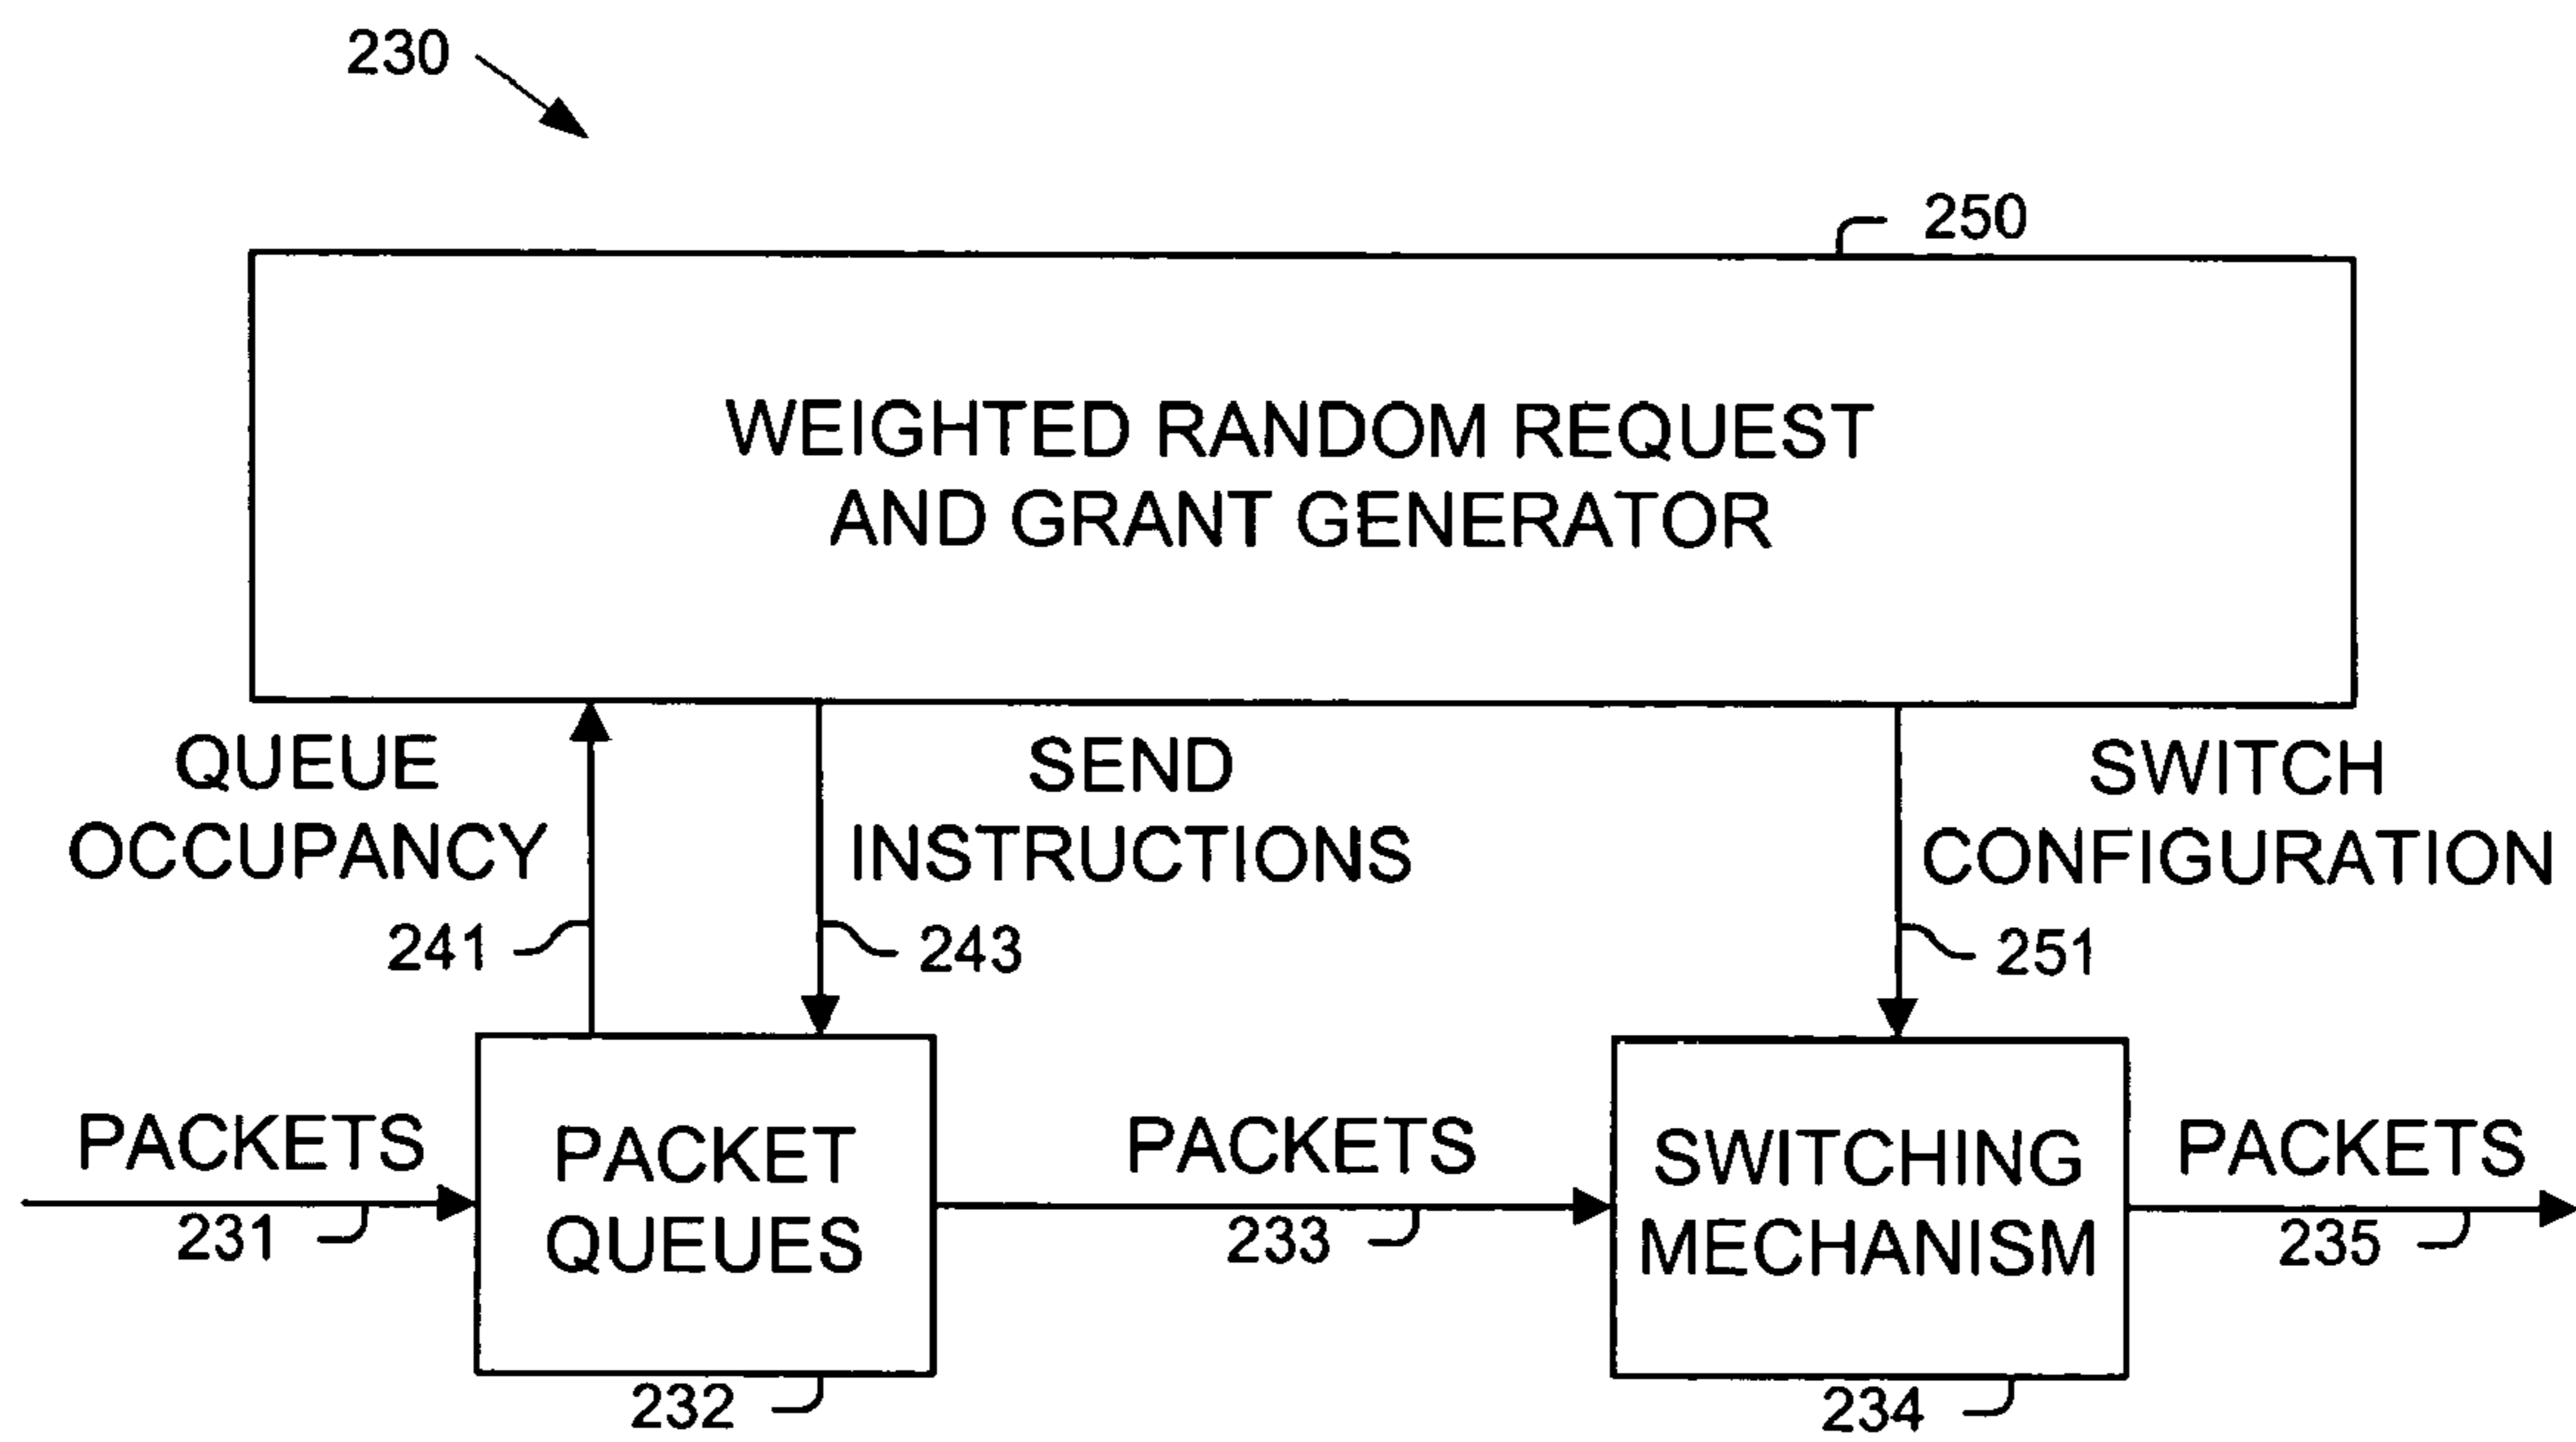 230
250
WEIGHTED RANDOM REQUEST
AND GRANT GENERATOR
QUEUE
OCCUPANCY
241
SEND
INSTRUCTIONS
243
SWITCH
CONFIGURATION
251
PACKETS
231
PACKET
QUEUES
232
PACKETS
233
SWITCHING
MECHANISM
234
PACKETS
235